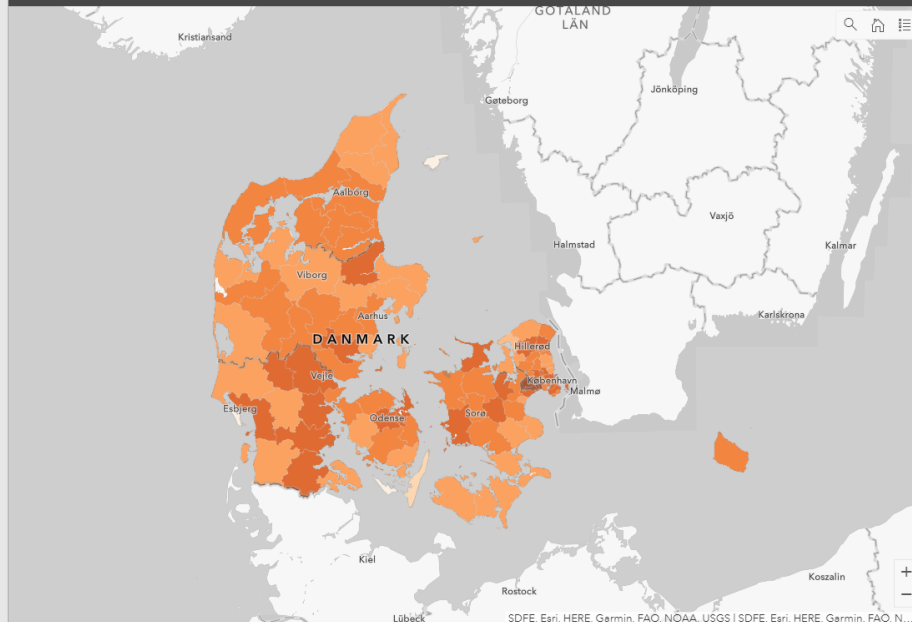 GÖTALAND
LÄN
Kristiansand
Jönköping
Gøteborg
Aalborg
Vaxjö
Halmstad
Kalmar
Viborg
Karlskrona
Aarhus
DANMARK
Hillerød
Vejle
København
Malmø
Esbjerg
Sorø
Odense
Kiel
Koszalin
Rostock
Lübeck
SDFE, Esri, HERE, Garmin, FAO, NOAA, USGS | SDFE, Esri, HERE, Garmin, FAO, N...